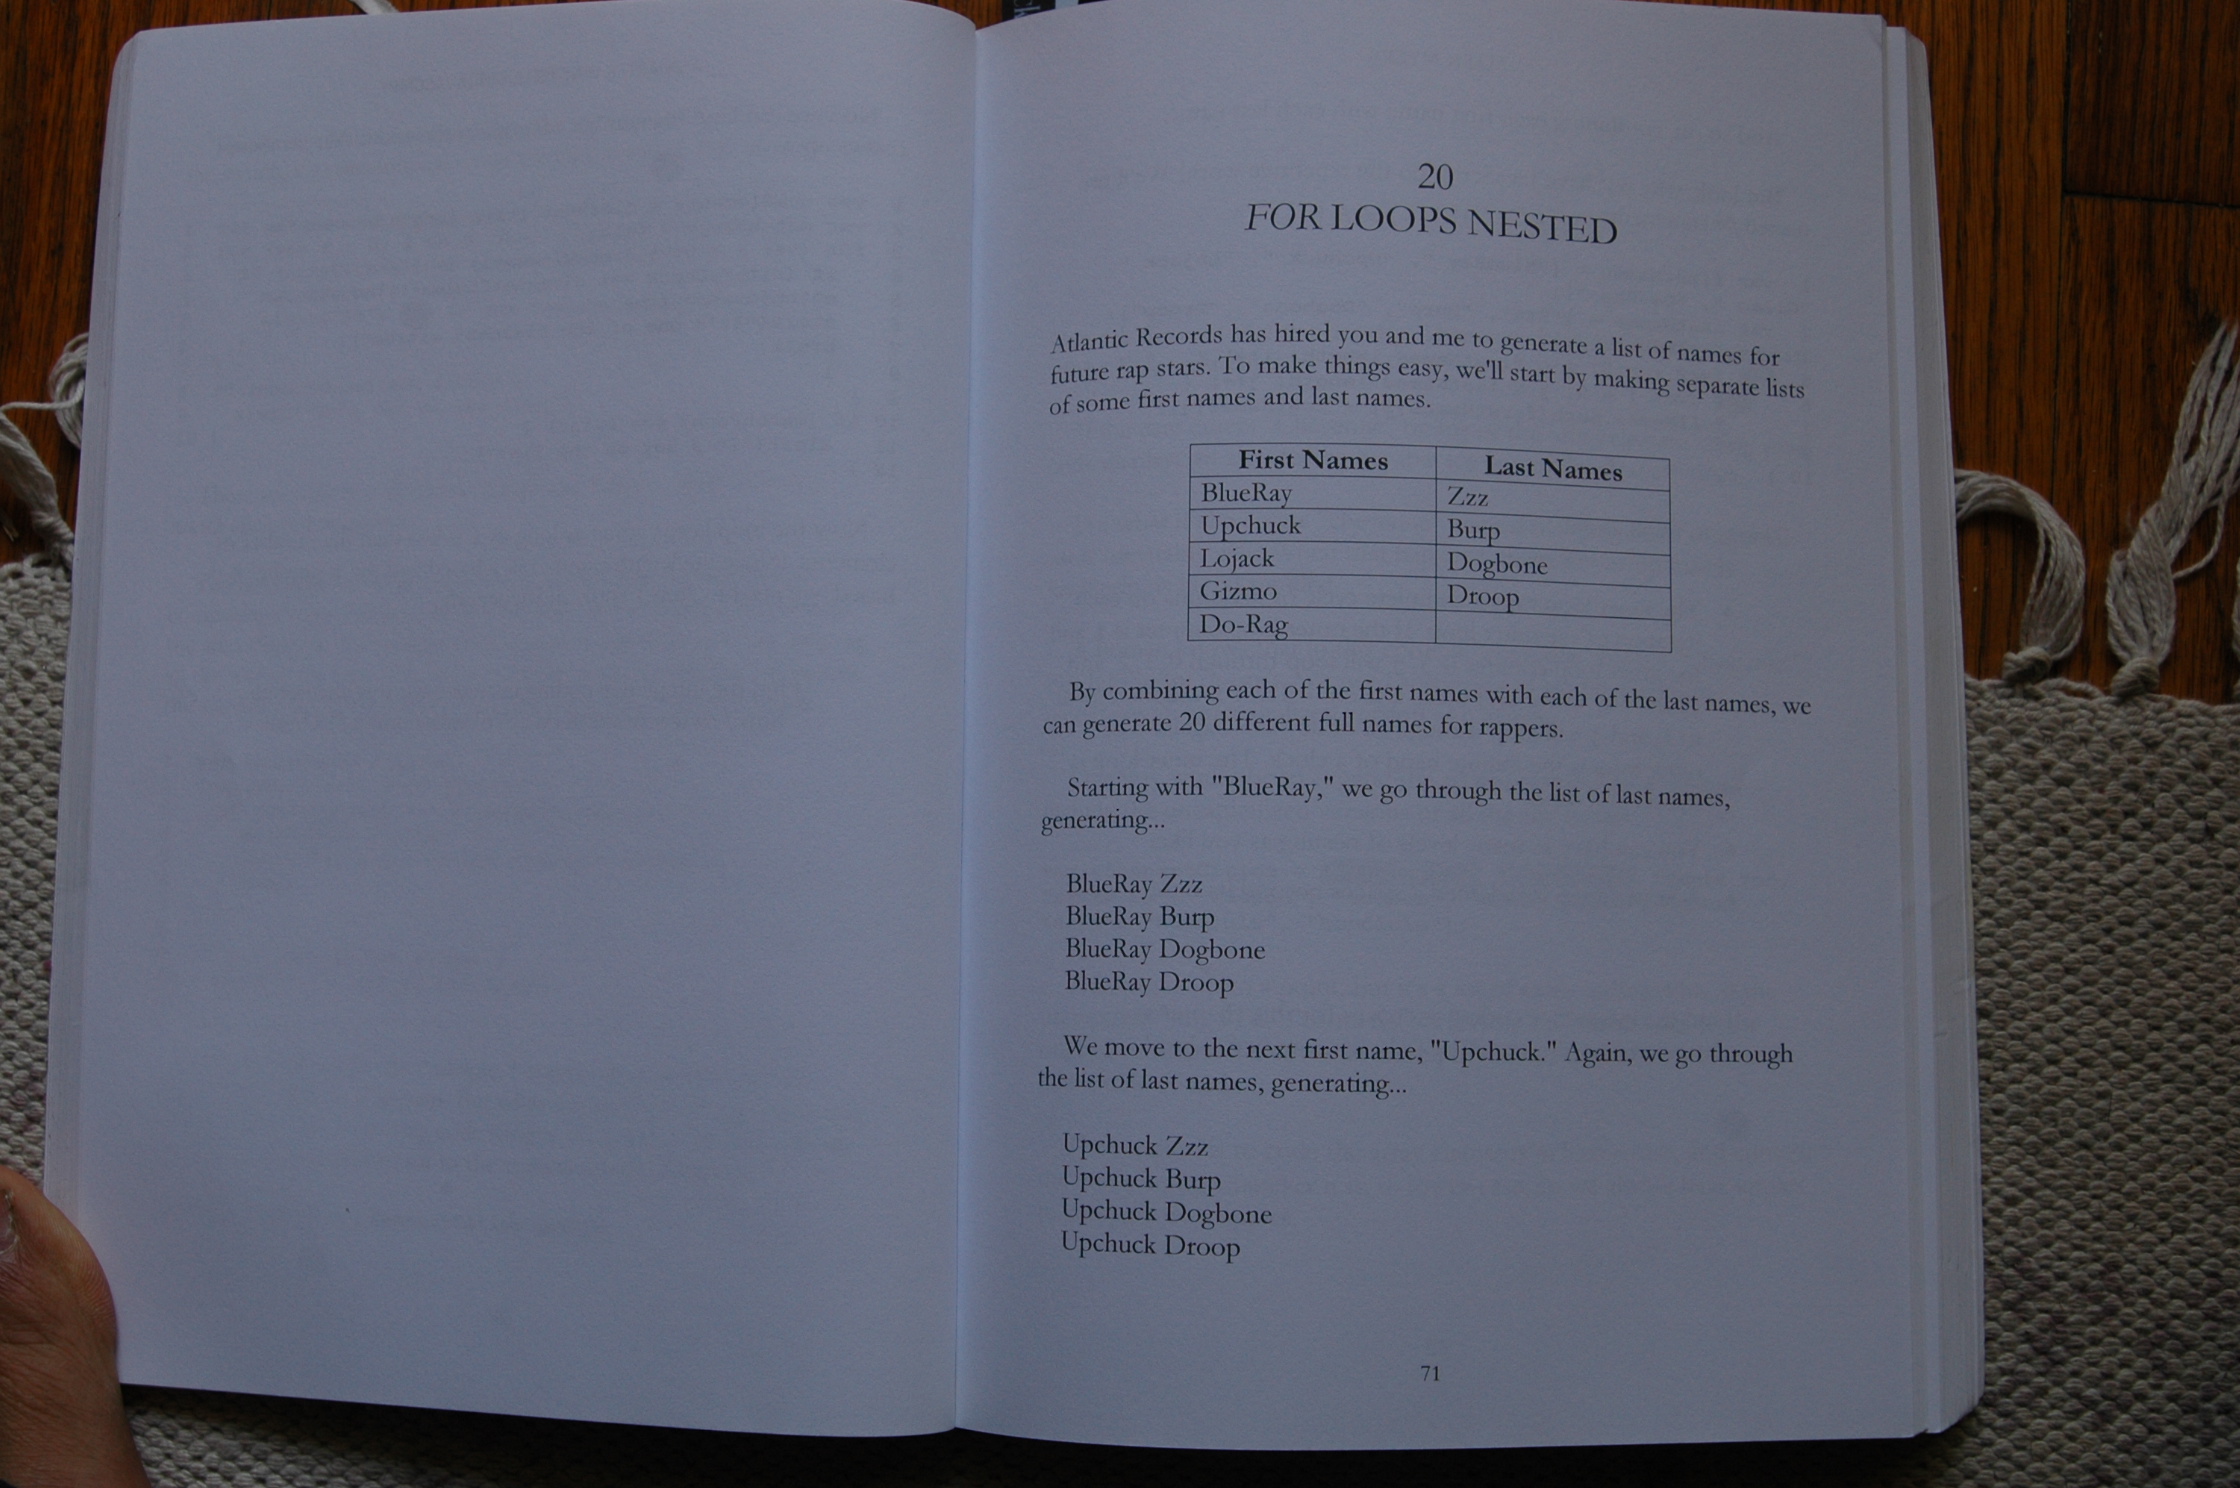 20
FOR LOOPS NESTED
Atlantic Records has hired you and me to generate a list of names for
future rap stars. To make things easy, we'll start by making separate lists
of some first names and last names.
First Names Last Names
BlueRay Zzz
Upchuck Burp
Lojack Dogbone
Gizmo Droop
Do-Rag
By combining each of the first names with each of the last names, we
can generate 20 different full names for rappers.
Starting with "BlueRay," we go through the list of last names,
generating...
BlueRay Zzz
BlueRay Burp
BlueRay Dogbone
BlueRay Droop
We move to the next first name, "Upchuck." Again, we go through
the list of last names, generating...
Upchuck Zzz
Upchuck Burp
Upchuck Dogbone
Upchuck Droop
71